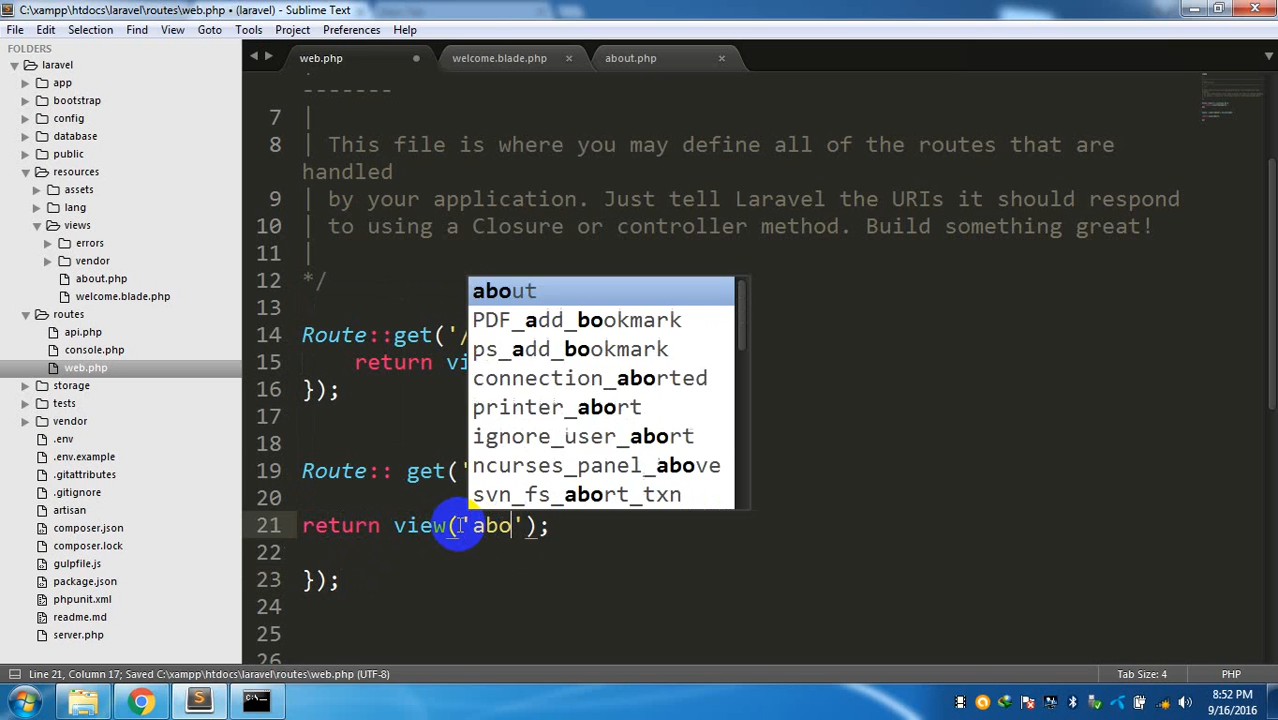 C:\xampp\htdocs\laravel\routes\web.php • (laravel) - Sublime Text
File Edit Selection Find View Goto Tools Project Preferences Help
FOLDERS
laravel
app
bootstrap
config
database
public
resources
assets
lang
views
errors
vendor
about.php
welcome.blade.php
routes
api.php
console.php
web.php
storage
tests
vendor
.env
.env.example
.gitattributes
.gitignore
artisan
composer.json
composer.lock
gulpfile.js
package.json
phpunit.xml
readme.md
server.php
web.php welcome.blade.php about.php
-------
7 |
8 | This file is where you may define all of the routes that are
handled
9 | by your application. Just tell Laravel the URIs it should respond
10 | to using a Closure or controller method. Build something great!
11 |
12 */
13
14 Route::get('/
15 return vi
16 });
17
18
19 Route:: get('
20
21 return view('abo');
22
23 });
24
25
26
about
PDF_add_bookmark
ps_add_bookmark
connection_aborted
printer_abort
ignore_user_abort
ncurses_panel_above
svn_fs_abort_txn
Line 21, Column 17; Saved C:\xampp\htdocs\laravel\routes\web.php (UTF-8) Tab Size: 4 PHP
8:52 PM
9/16/2016